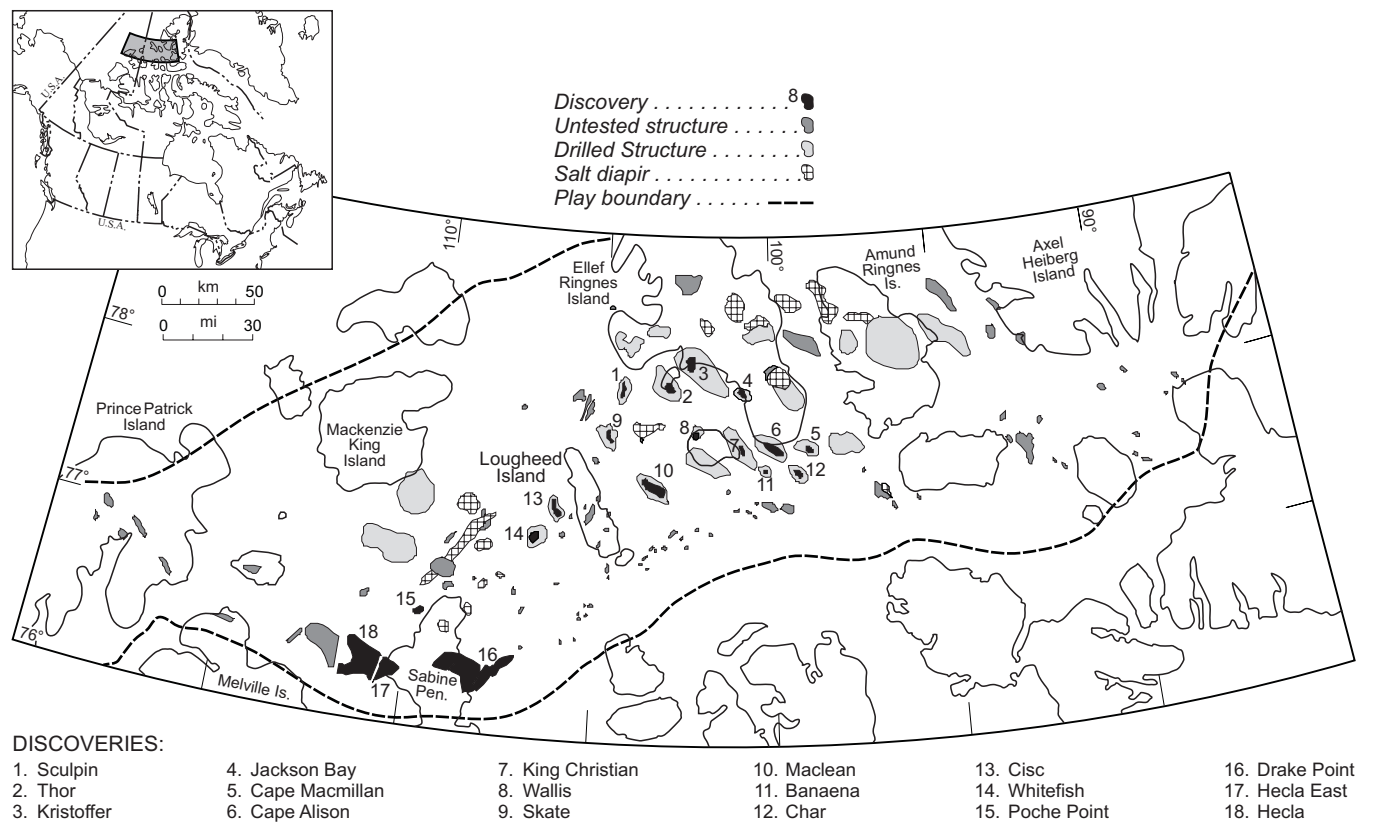 U.S.A.
U.S.A.
Discovery . . . . . . . . . . . . 8
Untested structure . . . . . .
Drilled Structure . . . . . . . .
Salt diapir . . . . . . . . . . . . .
Play boundary . . . . . .
110°
100°
90°
Ellef
Ringnes
Island
Amund
Ringnes
Is.
Axel
Heiberg
Island
0 km 50
0 mi 30
78°
1
2
3
4
Prince Patrick
Island
Mackenzie
King
Island
9
8
7
6
5
Lougheed
Island
77°
10
11
12
13
14
15
76°
18
17
16
Sabine
Pen.
Melville Is.
DISCOVERIES:
1. Sculpin 4. Jackson Bay 7. King Christian 10. Maclean 13. Cisc 16. Drake Point
2. Thor 5. Cape Macmillan 8. Wallis 11. Banaena 14. Whitefish 17. Hecla East
3. Kristoffer 6. Cape Alison 9. Skate 12. Char 15. Poche Point 18. Hecla